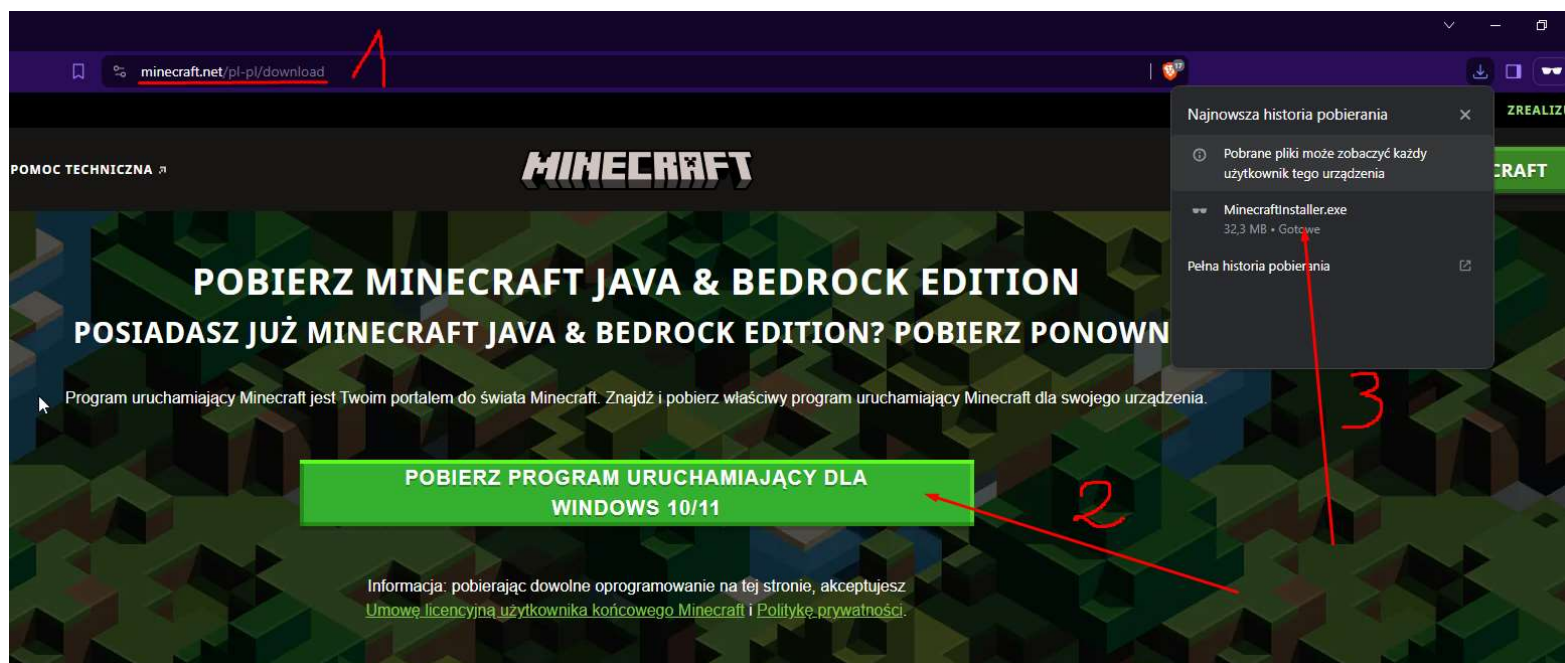 1
minecraft.net/pl-pl/download
17
Najnowsza historia pobierania
Pobrane pliki może zobaczyć każdy
użytkownik tego urządzenia
MinecraftInstaller.exe
32,3 MB • Gotowe
Pełna historia pobierania
POMOC TECHNICZNA
MINECRAFT
ZREALIZ
CRAFT
POBIERZ MINECRAFT JAVA & BEDROCK EDITION
POSIADASZ JUŻ MINECRAFT JAVA & BEDROCK EDITION? POBIERZ PONOWN
Program uruchamiający Minecraft jest Twoim portalem do świata Minecraft. Znajdź i pobierz właściwy program uruchamiający Minecraft dla swojego urządzenia.
3
POBIERZ PROGRAM URUCHAMIAJĄCY DLA
WINDOWS 10/11
2
Informacja: pobierając dowolne oprogramowanie na tej stronie, akceptujesz
Umowę licencyjną użytkownika końcowego Minecraft i Politykę prywatności.